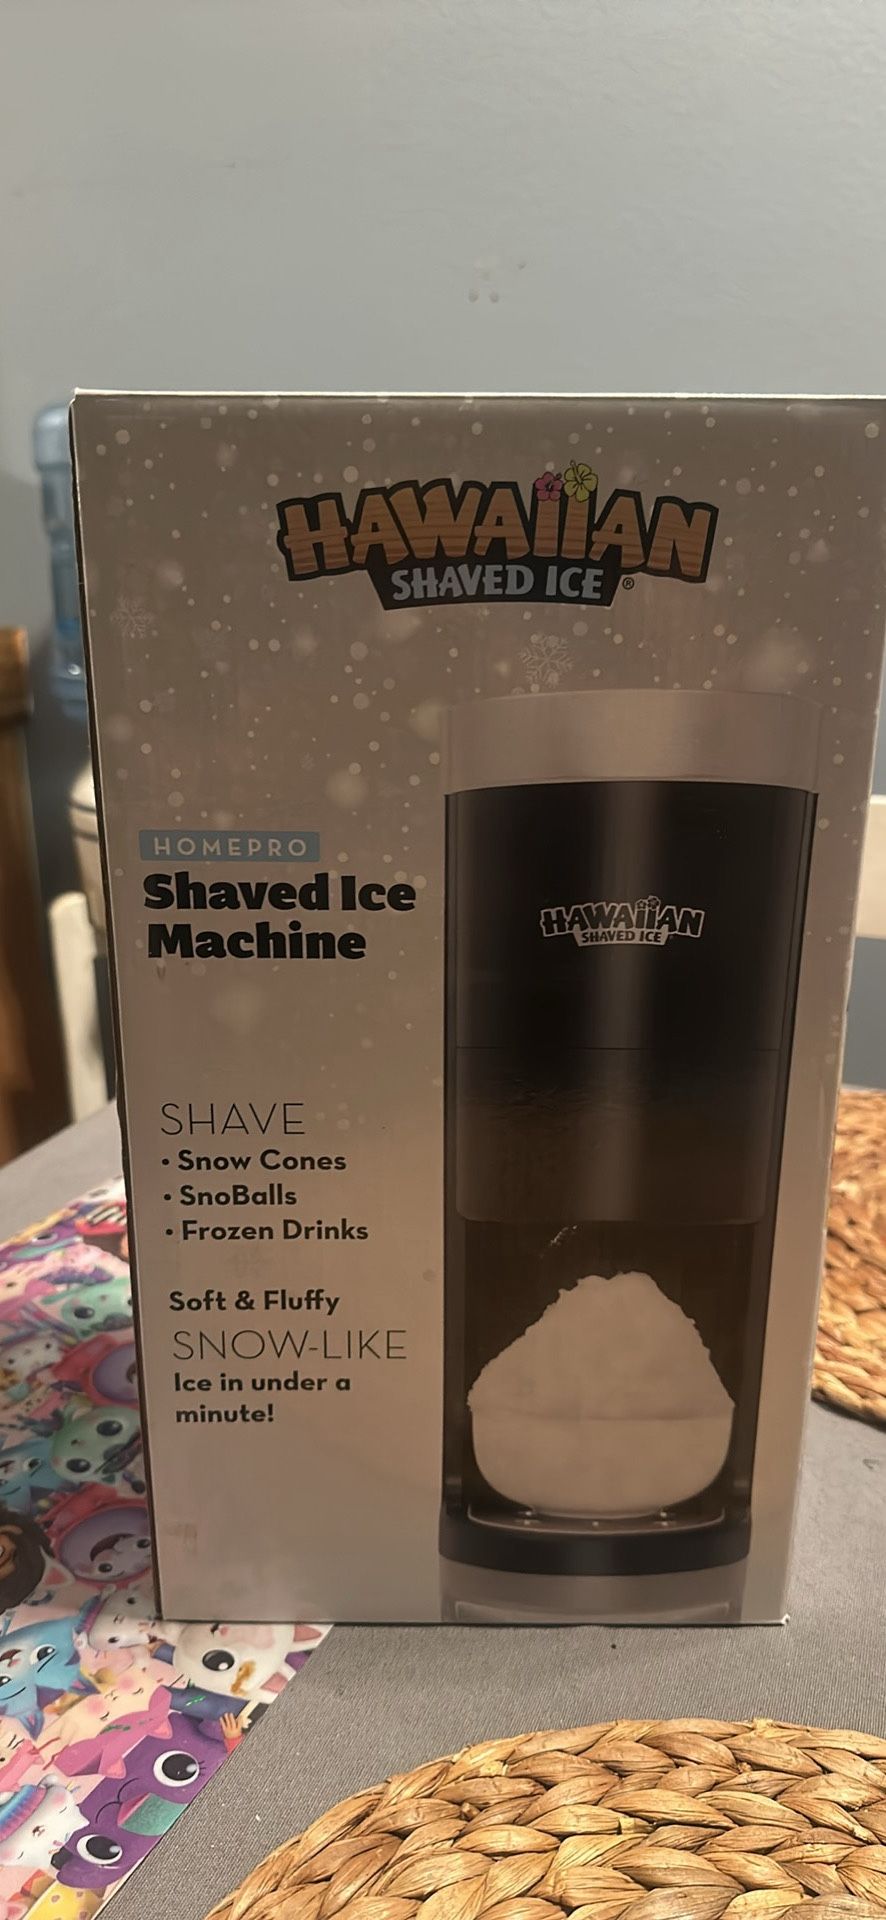 HAWAIIAN
SHAVED ICE®
HOMEPRO
Shaved Ice
Machine
HAWAIIAN
SHAVED ICE
SHAVE
• Snow Cones
• SnoBalls
• Frozen Drinks
Soft & Fluffy
SNOW-LIKE
Ice in under a
minute!